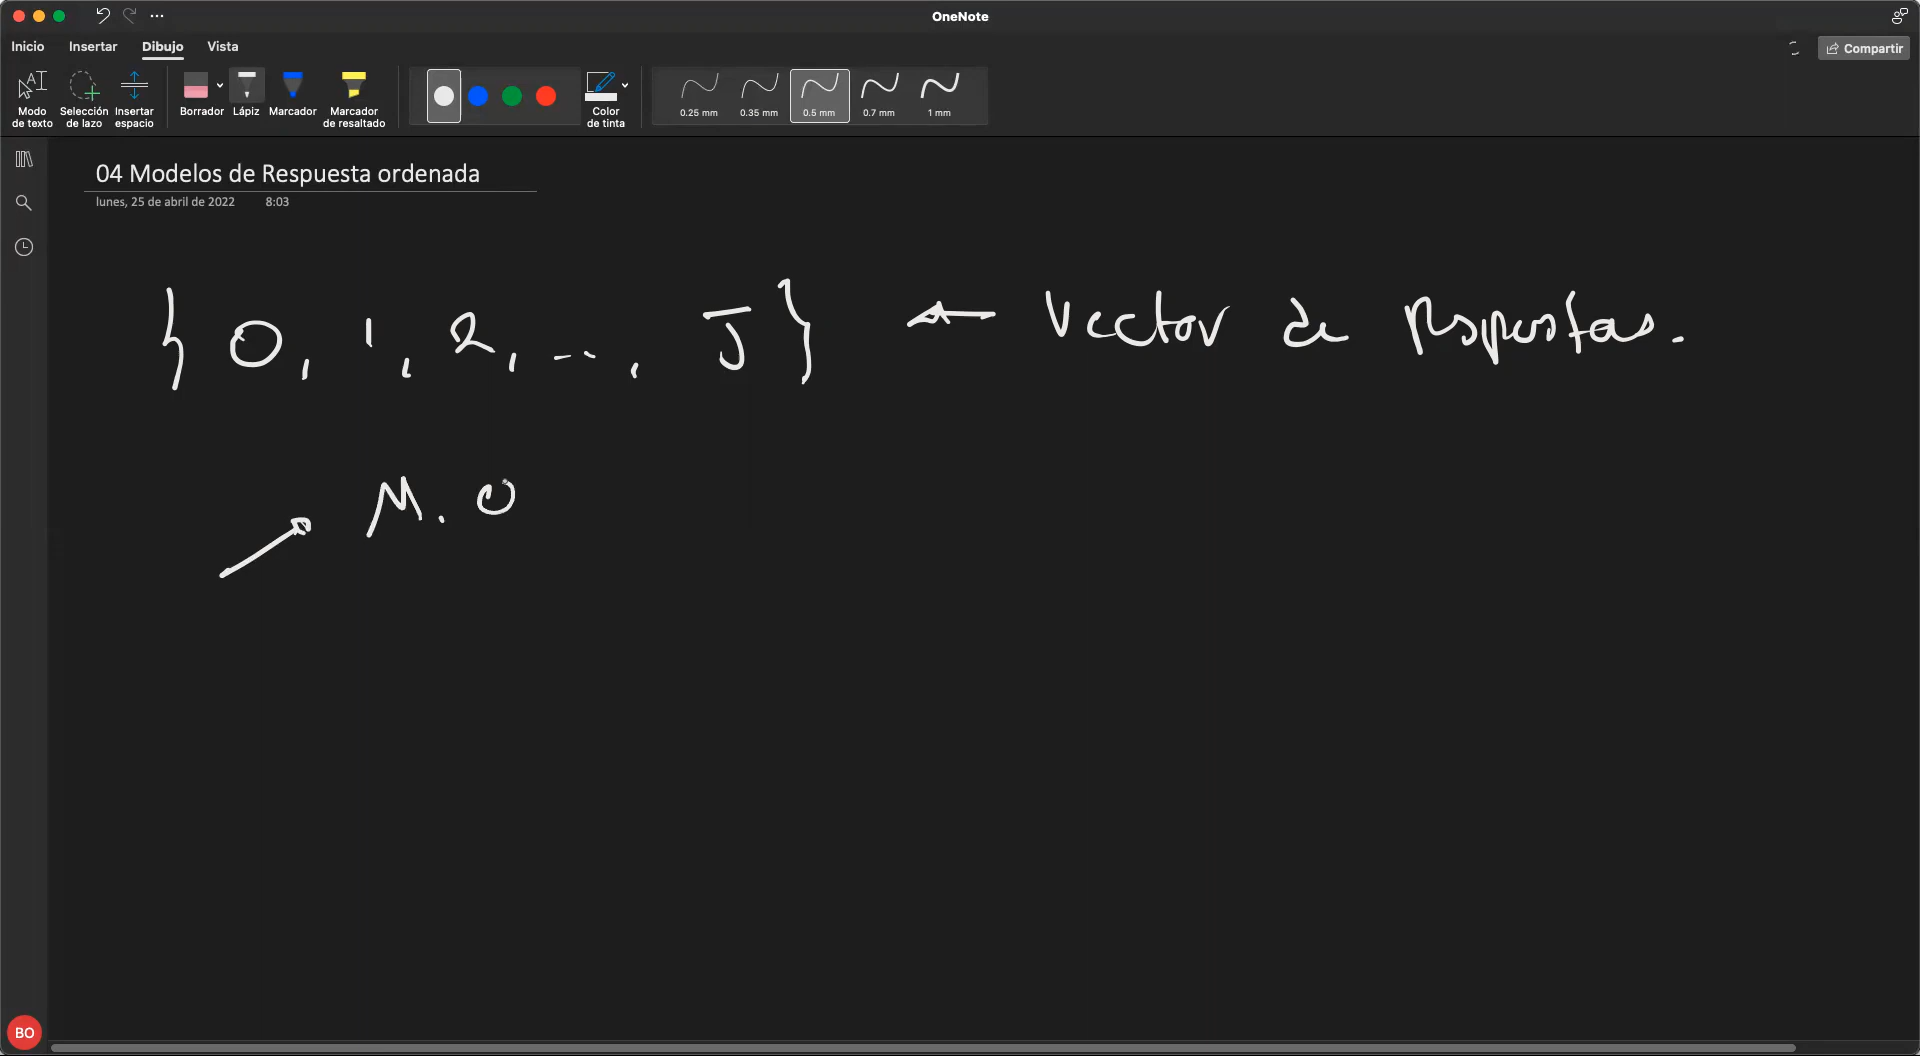 OneNote
Inicio Insertar Dibujo Vista
Compartir
Modo de texto Selección de lazo Insertar espacio Borrador Lápiz Marcador Marcador de resaltado Color de tinta 0.25 mm 0.35 mm 0.5 mm 0.7 mm 1 mm
04 Modelos de Respuesta ordenada
lunes, 25 de abril de 2022 8:03
{ 0, 1, 2, ..., J } ← Vector de Respuestas.
→ M. O
BO